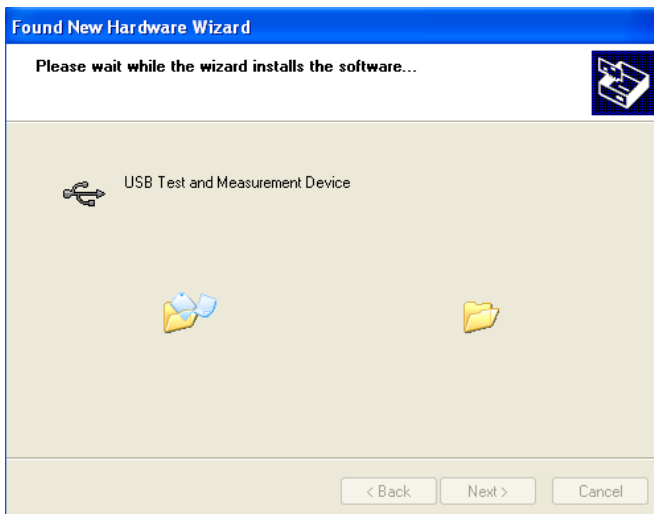 Found New Hardware Wizard
Please wait while the wizard installs the software...
USB Test and Measurement Device
< Back
Next >
Cancel